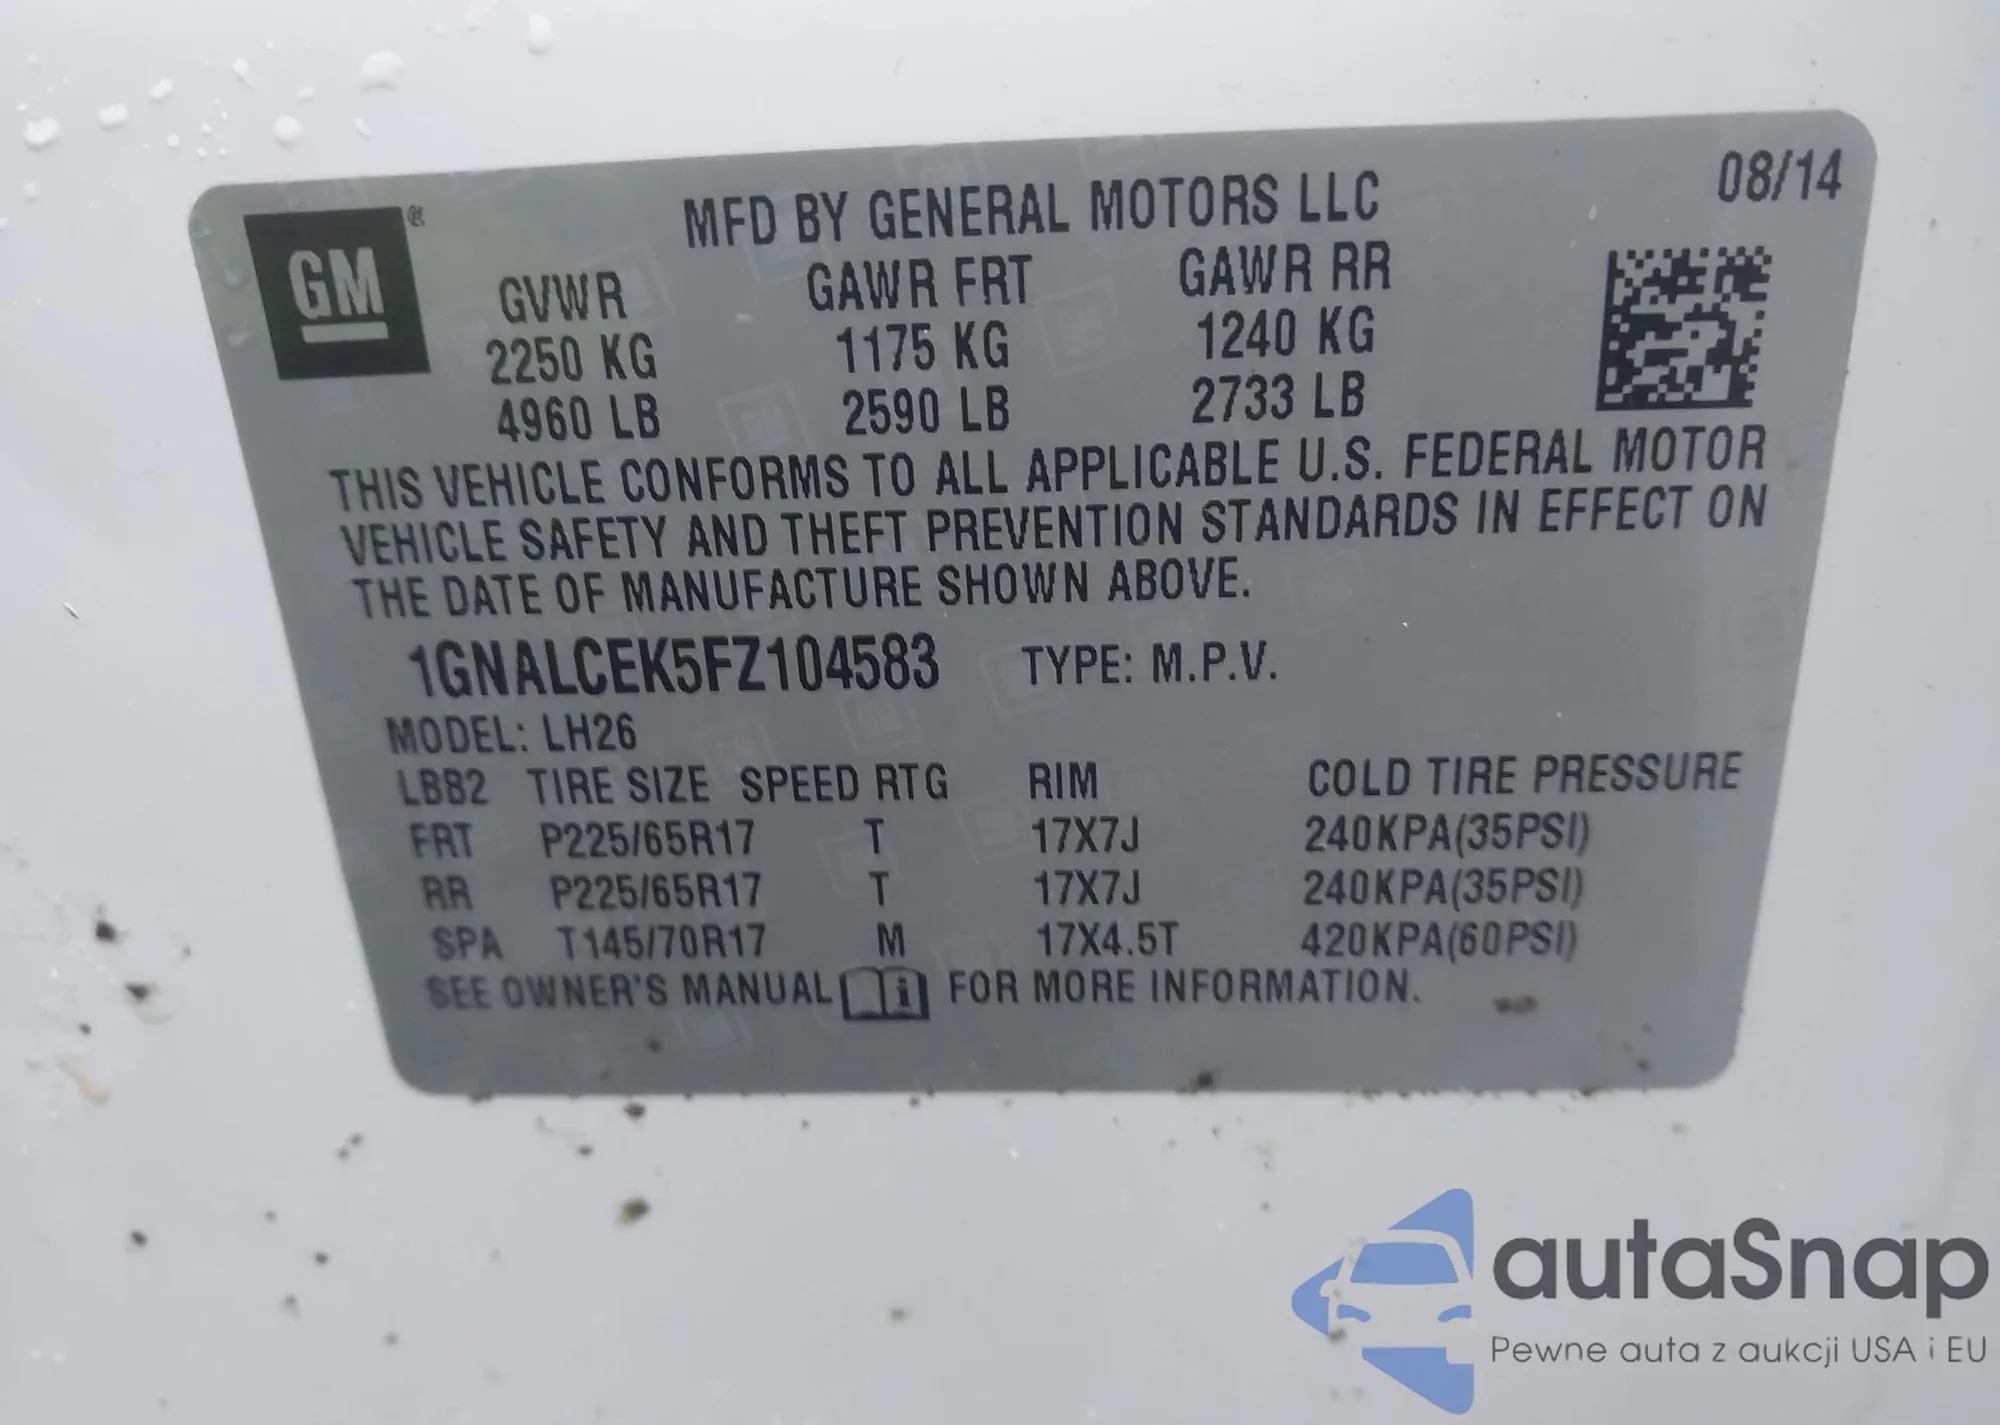 08/14
GM ®
MFD BY GENERAL MOTORS LLC
GVWR GAWR FRT GAWR RR
2250 KG 1175 KG 1240 KG
4960 LB 2590 LB 2733 LB
THIS VEHICLE CONFORMS TO ALL APPLICABLE U.S. FEDERAL MOTOR
VEHICLE SAFETY AND THEFT PREVENTION STANDARDS IN EFFECT ON
THE DATE OF MANUFACTURE SHOWN ABOVE.
1GNALCEK5FZ104583 TYPE: M.P.V.
MODEL: LH26
LB82 TIRE SIZE SPEED RTG RIM COLD TIRE PRESSURE
FRT P225/65R17 T 17X7J 240KPA(35PSI)
RR P225/65R17 T 17X7J 240KPA(35PSI)
SPA T145/70R17 M 17X4.5T 420KPA(60PSI)
SEE OWNER'S MANUAL i FOR MORE INFORMATION.
autaSnap
Pewne auta z aukcji USA i EU